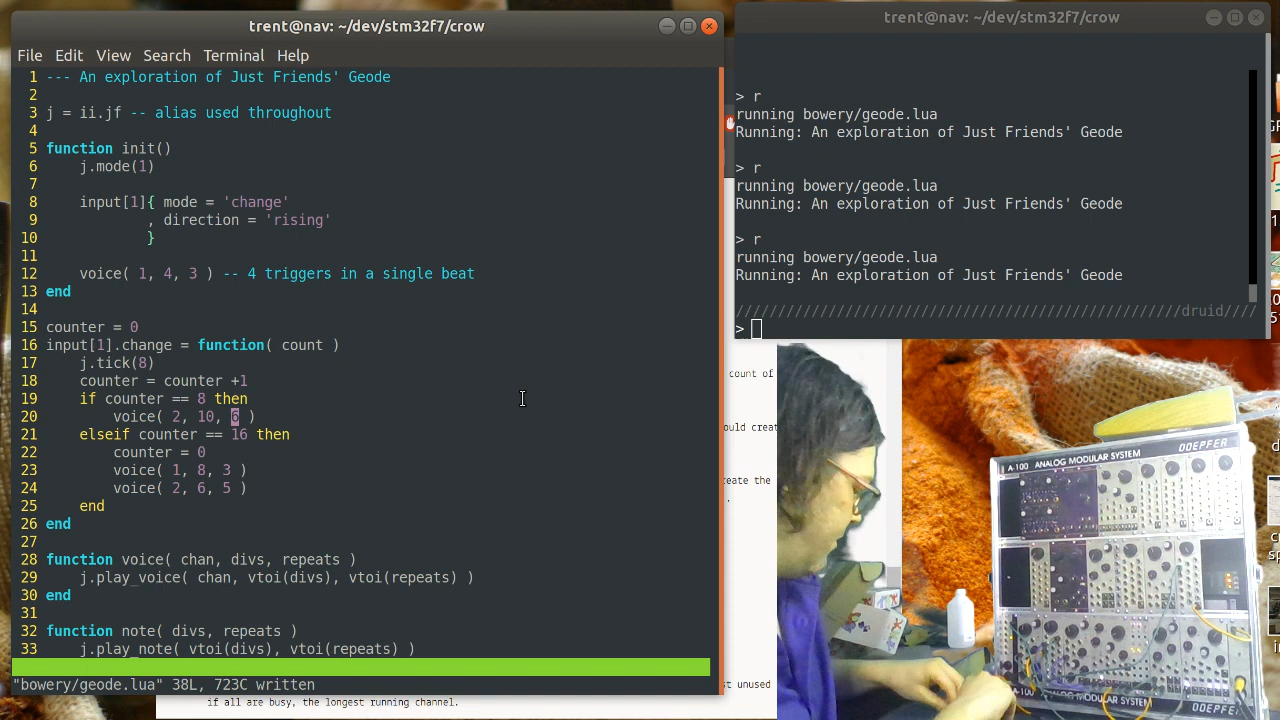 trent@nav: ~/dev/stm32f7/crow
File Edit View Search Terminal Help
1 --- An exploration of Just Friends' Geode
2
3 j = ii.jf -- alias used throughout
4
5 function init()
6     j.mode(1)
7
8     input[1]{ mode = 'change'
9             , direction = 'rising'
10             }
11
12     voice( 1, 4, 3 ) -- 4 triggers in a single beat
13 end
14
15 counter = 0
16 input[1].change = function( count )
17     j.tick(8)
18     counter = counter +1
19     if counter == 8 then
20         voice( 2, 10, 6 )
21     elseif counter == 16 then
22         counter = 0
23         voice( 1, 8, 3 )
24         voice( 2, 6, 5 )
25     end
26 end
27
28 function voice( chan, divs, repeats )
29     j.play_voice( chan, vtoi(divs), vtoi(repeats) )
30 end
31
32 function note( divs, repeats )
33     j.play_note( vtoi(divs), vtoi(repeats) )
"bowery/geode.lua" 38L, 723C written
trent@nav: ~/dev/stm32f7/crow
> r
running bowery/geode.lua
Running: An exploration of Just Friends' Geode
> r
running bowery/geode.lua
Running: An exploration of Just Friends' Geode
> r
running bowery/geode.lua
Running: An exploration of Just Friends' Geode
/////////////////////////////////////////////////////druid////
>
count of
create the
unused
if all are busy, the longest running channel.
A-100 ANALOG MODULAR SYSTEM DOEPFER
A-100
DOEPFER